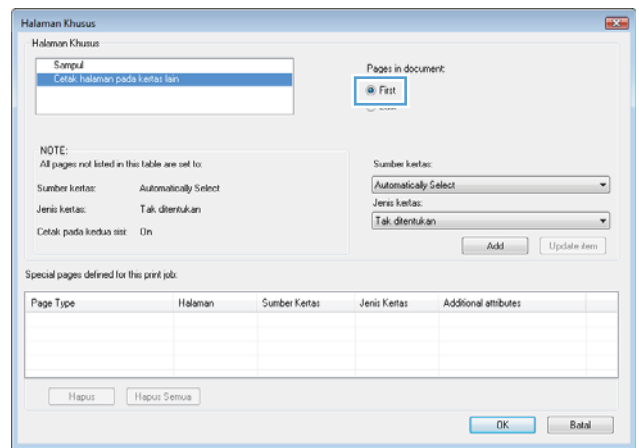 Halaman Khusus
Halaman Khusus
Sampul
Cetak halaman pada kertas lain
Pages in document:
First
NOTE:
All pages not listed in this table are set to:
Sumber kertas: Automatically Select
Jenis kertas: Tak ditentukan
Cetak pada kedua sisi: On
Sumber kertas:
Automatically Select
Jenis kertas:
Tak ditentukan
Add Update item
Special pages defined for this print job:
Page Type Halaman Sumber Kertas Jenis Kertas Additional attributes
Hapus Hapus Semua
OK Batal